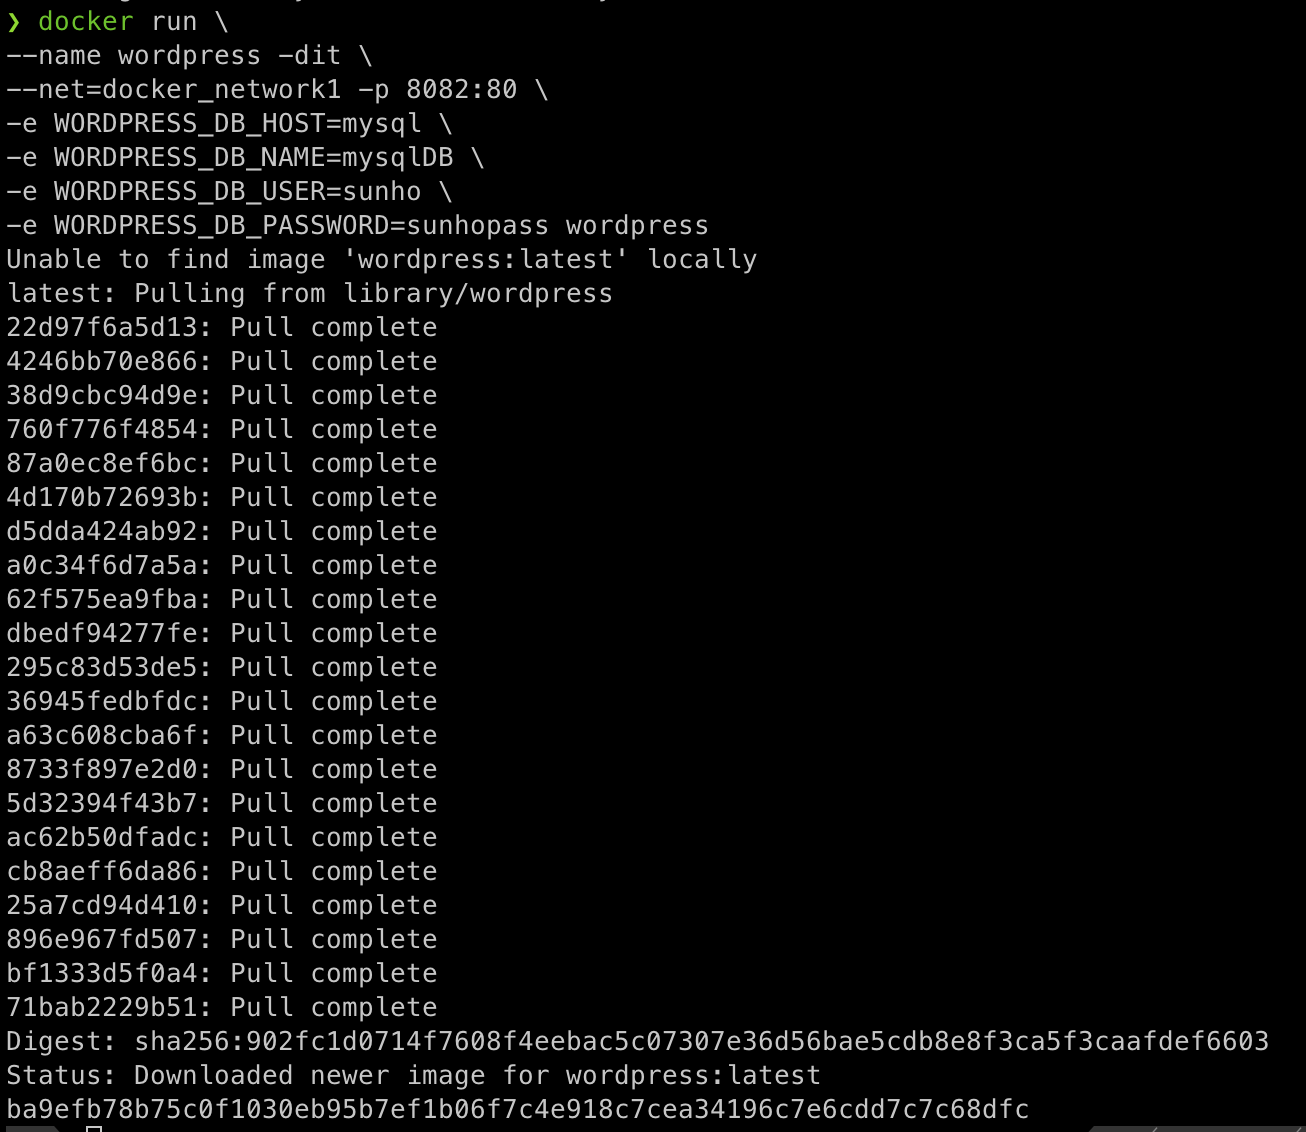 ❯ docker run \
--name wordpress -dit \
--net=docker_network1 -p 8082:80 \
-e WORDPRESS_DB_HOST=mysql \
-e WORDPRESS_DB_NAME=mysqlDB \
-e WORDPRESS_DB_USER=sunho \
-e WORDPRESS_DB_PASSWORD=sunhopass wordpress
Unable to find image 'wordpress:latest' locally
latest: Pulling from library/wordpress
22d97f6a5d13: Pull complete
4246bb70e866: Pull complete
38d9cbc94d9e: Pull complete
760f776f4854: Pull complete
87a0ec8ef6bc: Pull complete
4d170b72693b: Pull complete
d5dda424ab92: Pull complete
a0c34f6d7a5a: Pull complete
62f575ea9fba: Pull complete
dbedf94277fe: Pull complete
295c83d53de5: Pull complete
36945fedbfdc: Pull complete
a63c608cba6f: Pull complete
8733f897e2d0: Pull complete
5d32394f43b7: Pull complete
ac62b50dfadc: Pull complete
cb8aeff6da86: Pull complete
25a7cd94d410: Pull complete
896e967fd507: Pull complete
bf1333d5f0a4: Pull complete
71bab2229b51: Pull complete
Digest: sha256:902fc1d0714f7608f4eebac5c07307e36d56bae5cdb8e8f3ca5f3caafdef6603
Status: Downloaded newer image for wordpress:latest
ba9efb78b75c0f1030eb95b7ef1b06f7c4e918c7cea34196c7e6cdd7c7c68dfc